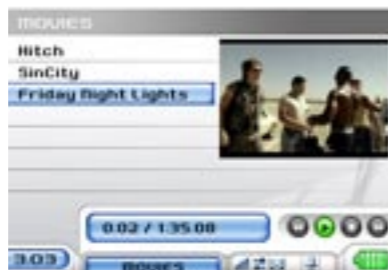 MOVIES
Hitch
SinCity
Friday Night Lights
0.02 / 1.35.08
3.03
MOVIES